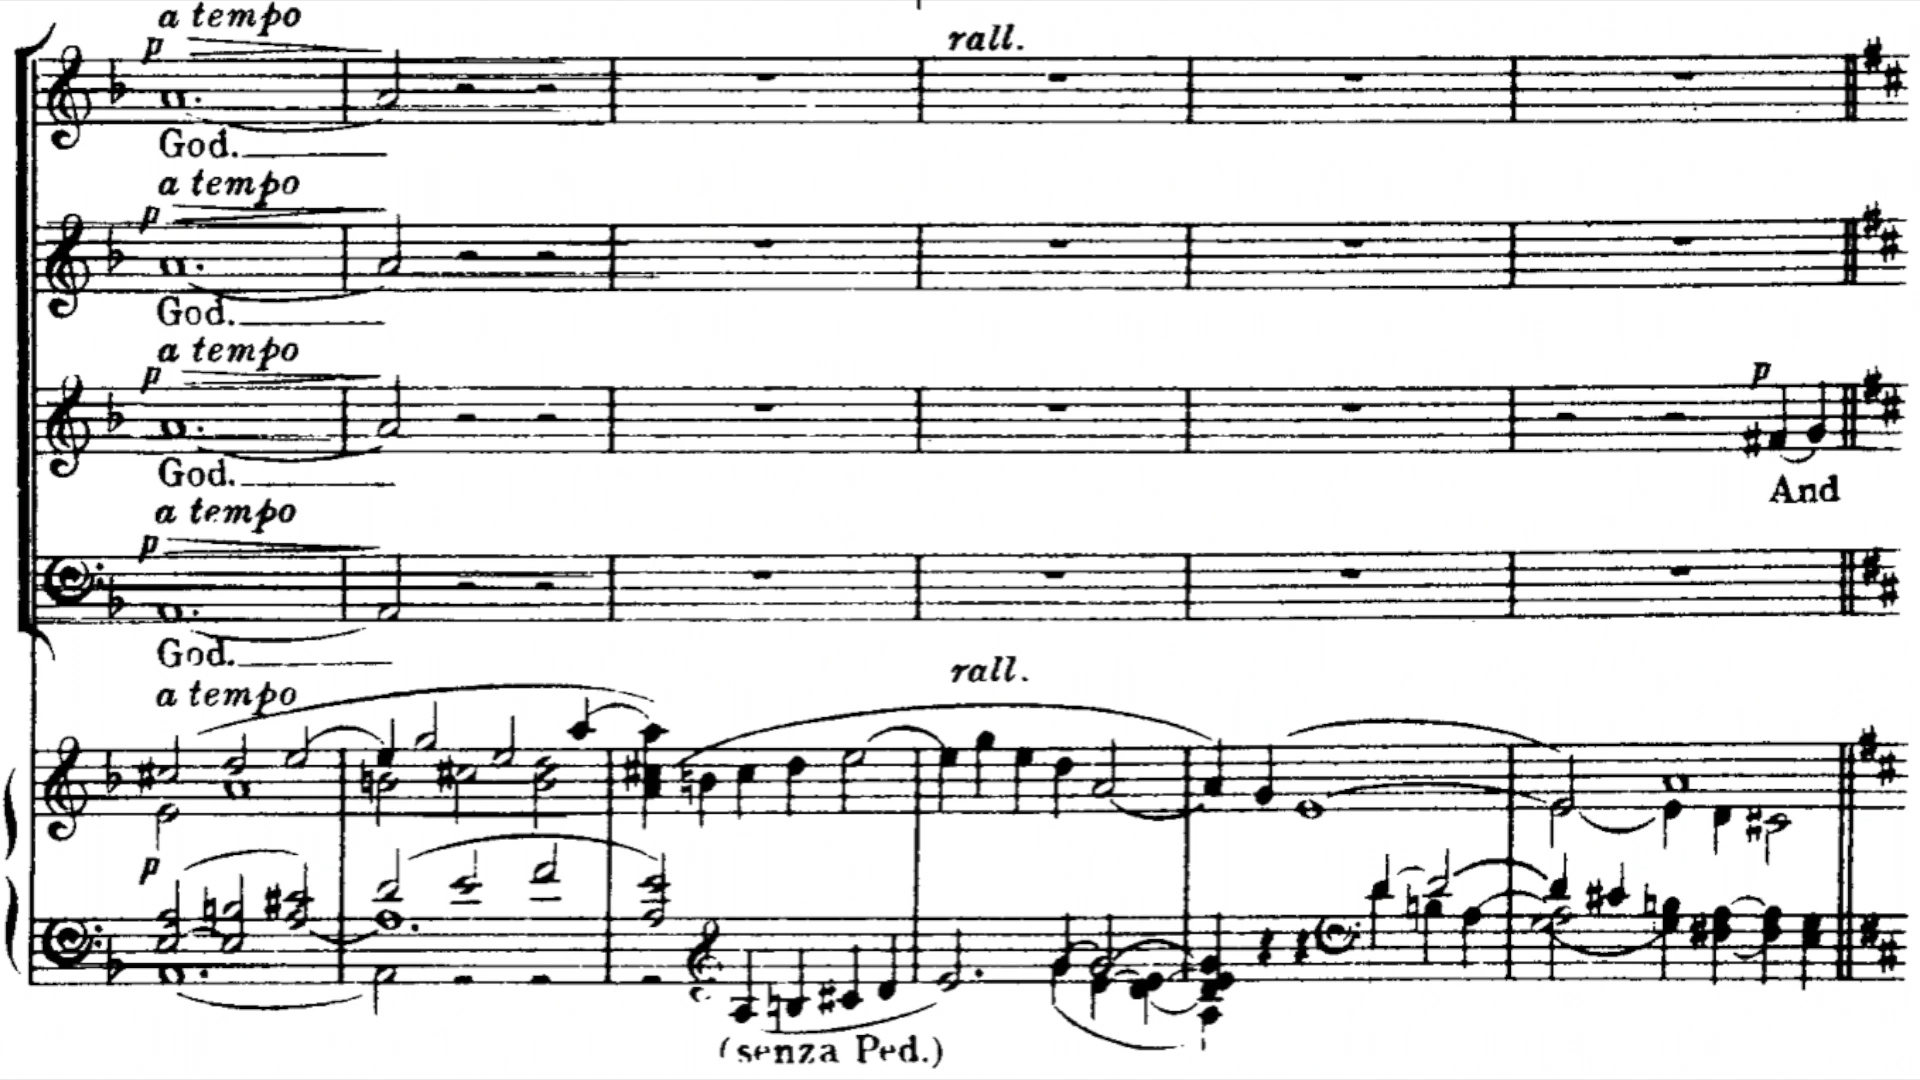 a tempo
p
rall.
God.
a tempo
p
God.
a tempo
p
p
God.
And
a tempo
p
God.
rall.
a tempo
p
(senza Ped.)